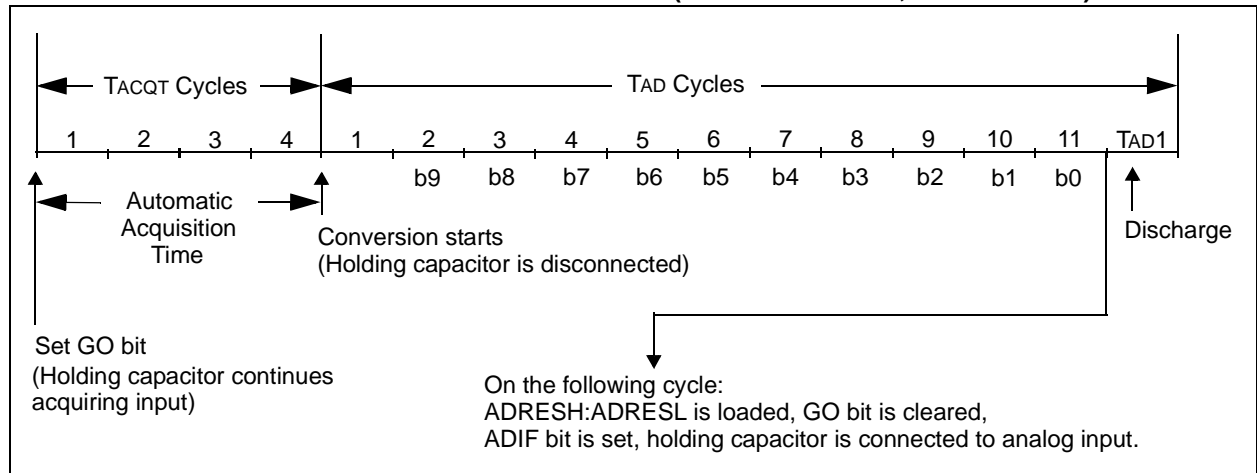 TACQT Cycles
TAD Cycles
1 2 3 4 1 2 3 4 5 6 7 8 9 10 11 TAD1
b9 b8 b7 b6 b5 b4 b3 b2 b1 b0
Automatic
Acquisition
Time
Conversion starts
(Holding capacitor is disconnected)
Discharge
Set GO bit
(Holding capacitor continues
acquiring input)
On the following cycle:
ADRESH:ADRESL is loaded, GO bit is cleared,
ADIF bit is set, holding capacitor is connected to analog input.